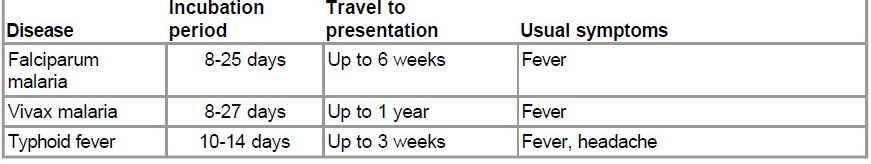 Disease Incubation period Travel to presentation Usual symptoms
Falciparum malaria 8-25 days Up to 6 weeks Fever
Vivax malaria 8-27 days Up to 1 year Fever
Typhoid fever 10-14 days Up to 3 weeks Fever, headache